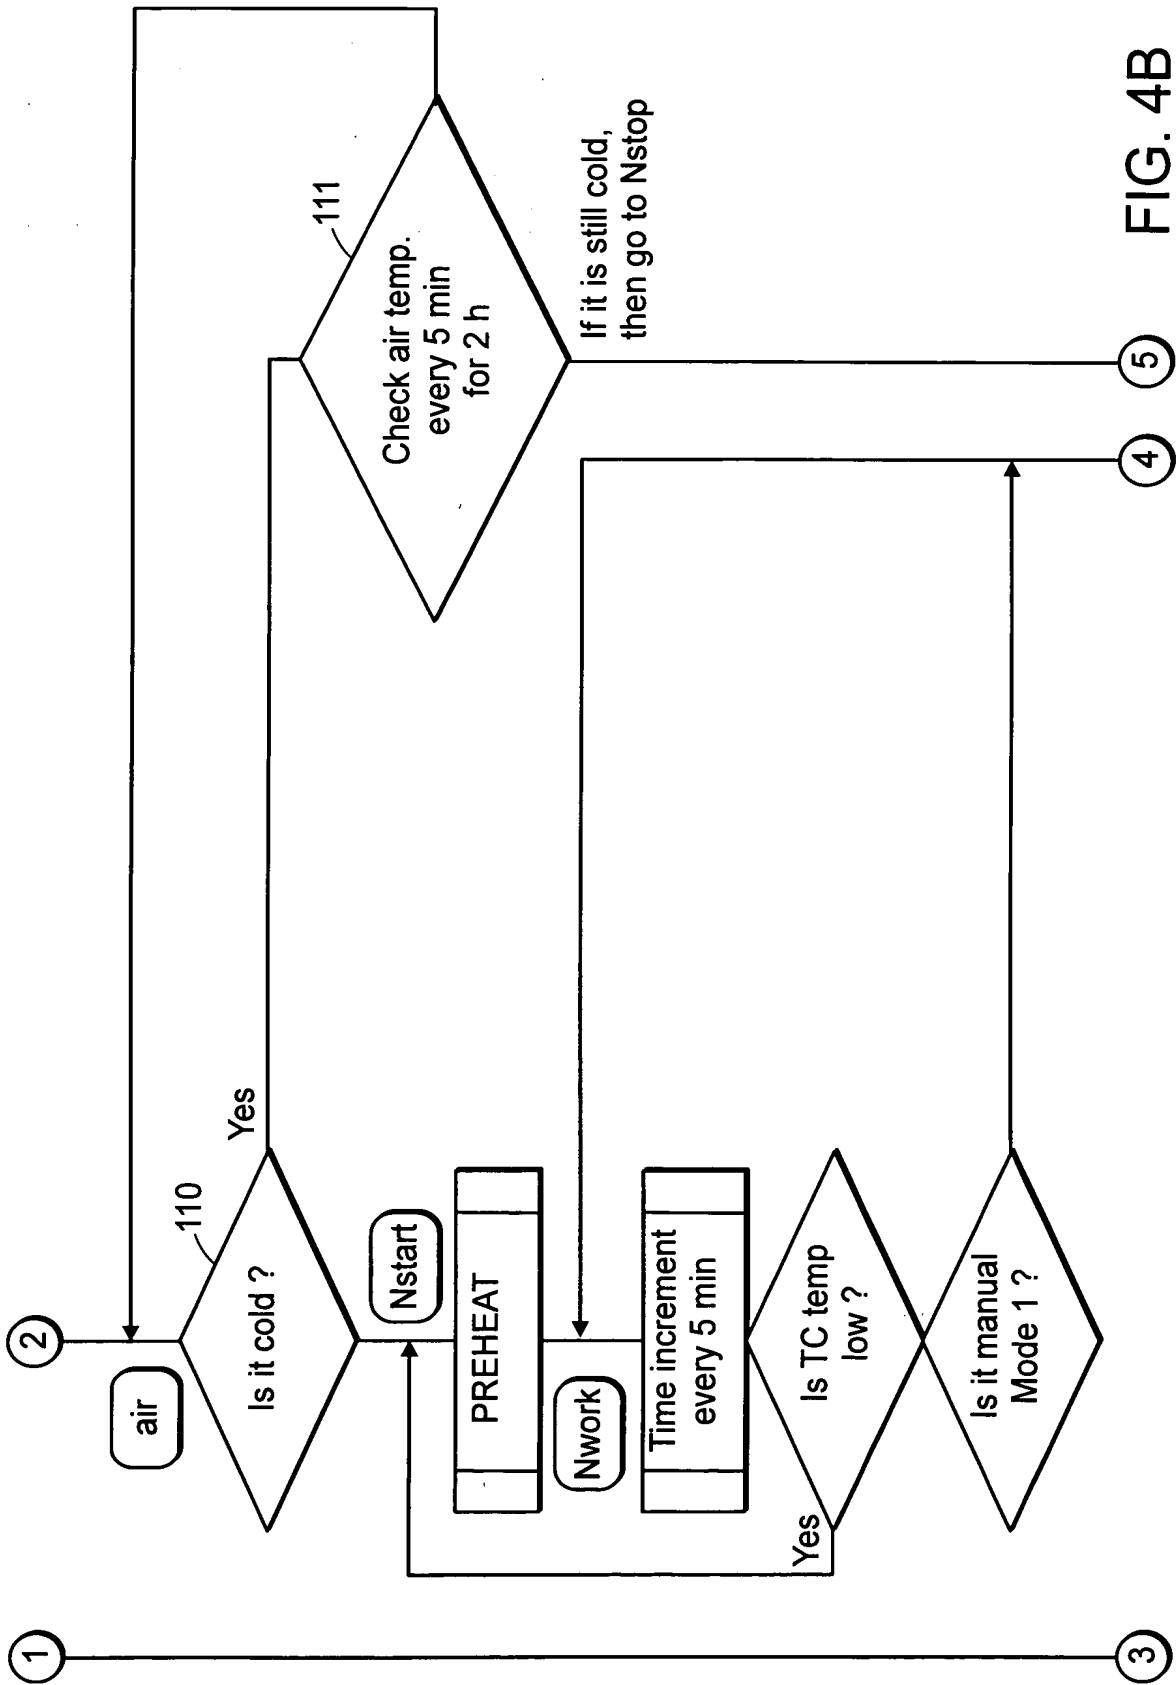 1
2
air
Is it cold ?
110
Yes
Check air temp.
every 5 min
for 2 h
111
If it is still cold,
then go to Nstop
Nstart
PREHEAT
Nwork
Time increment
every 5 min
Is TC temp
low ?
Yes
Is it manual
Mode 1 ?
3
4
5
FIG. 4B